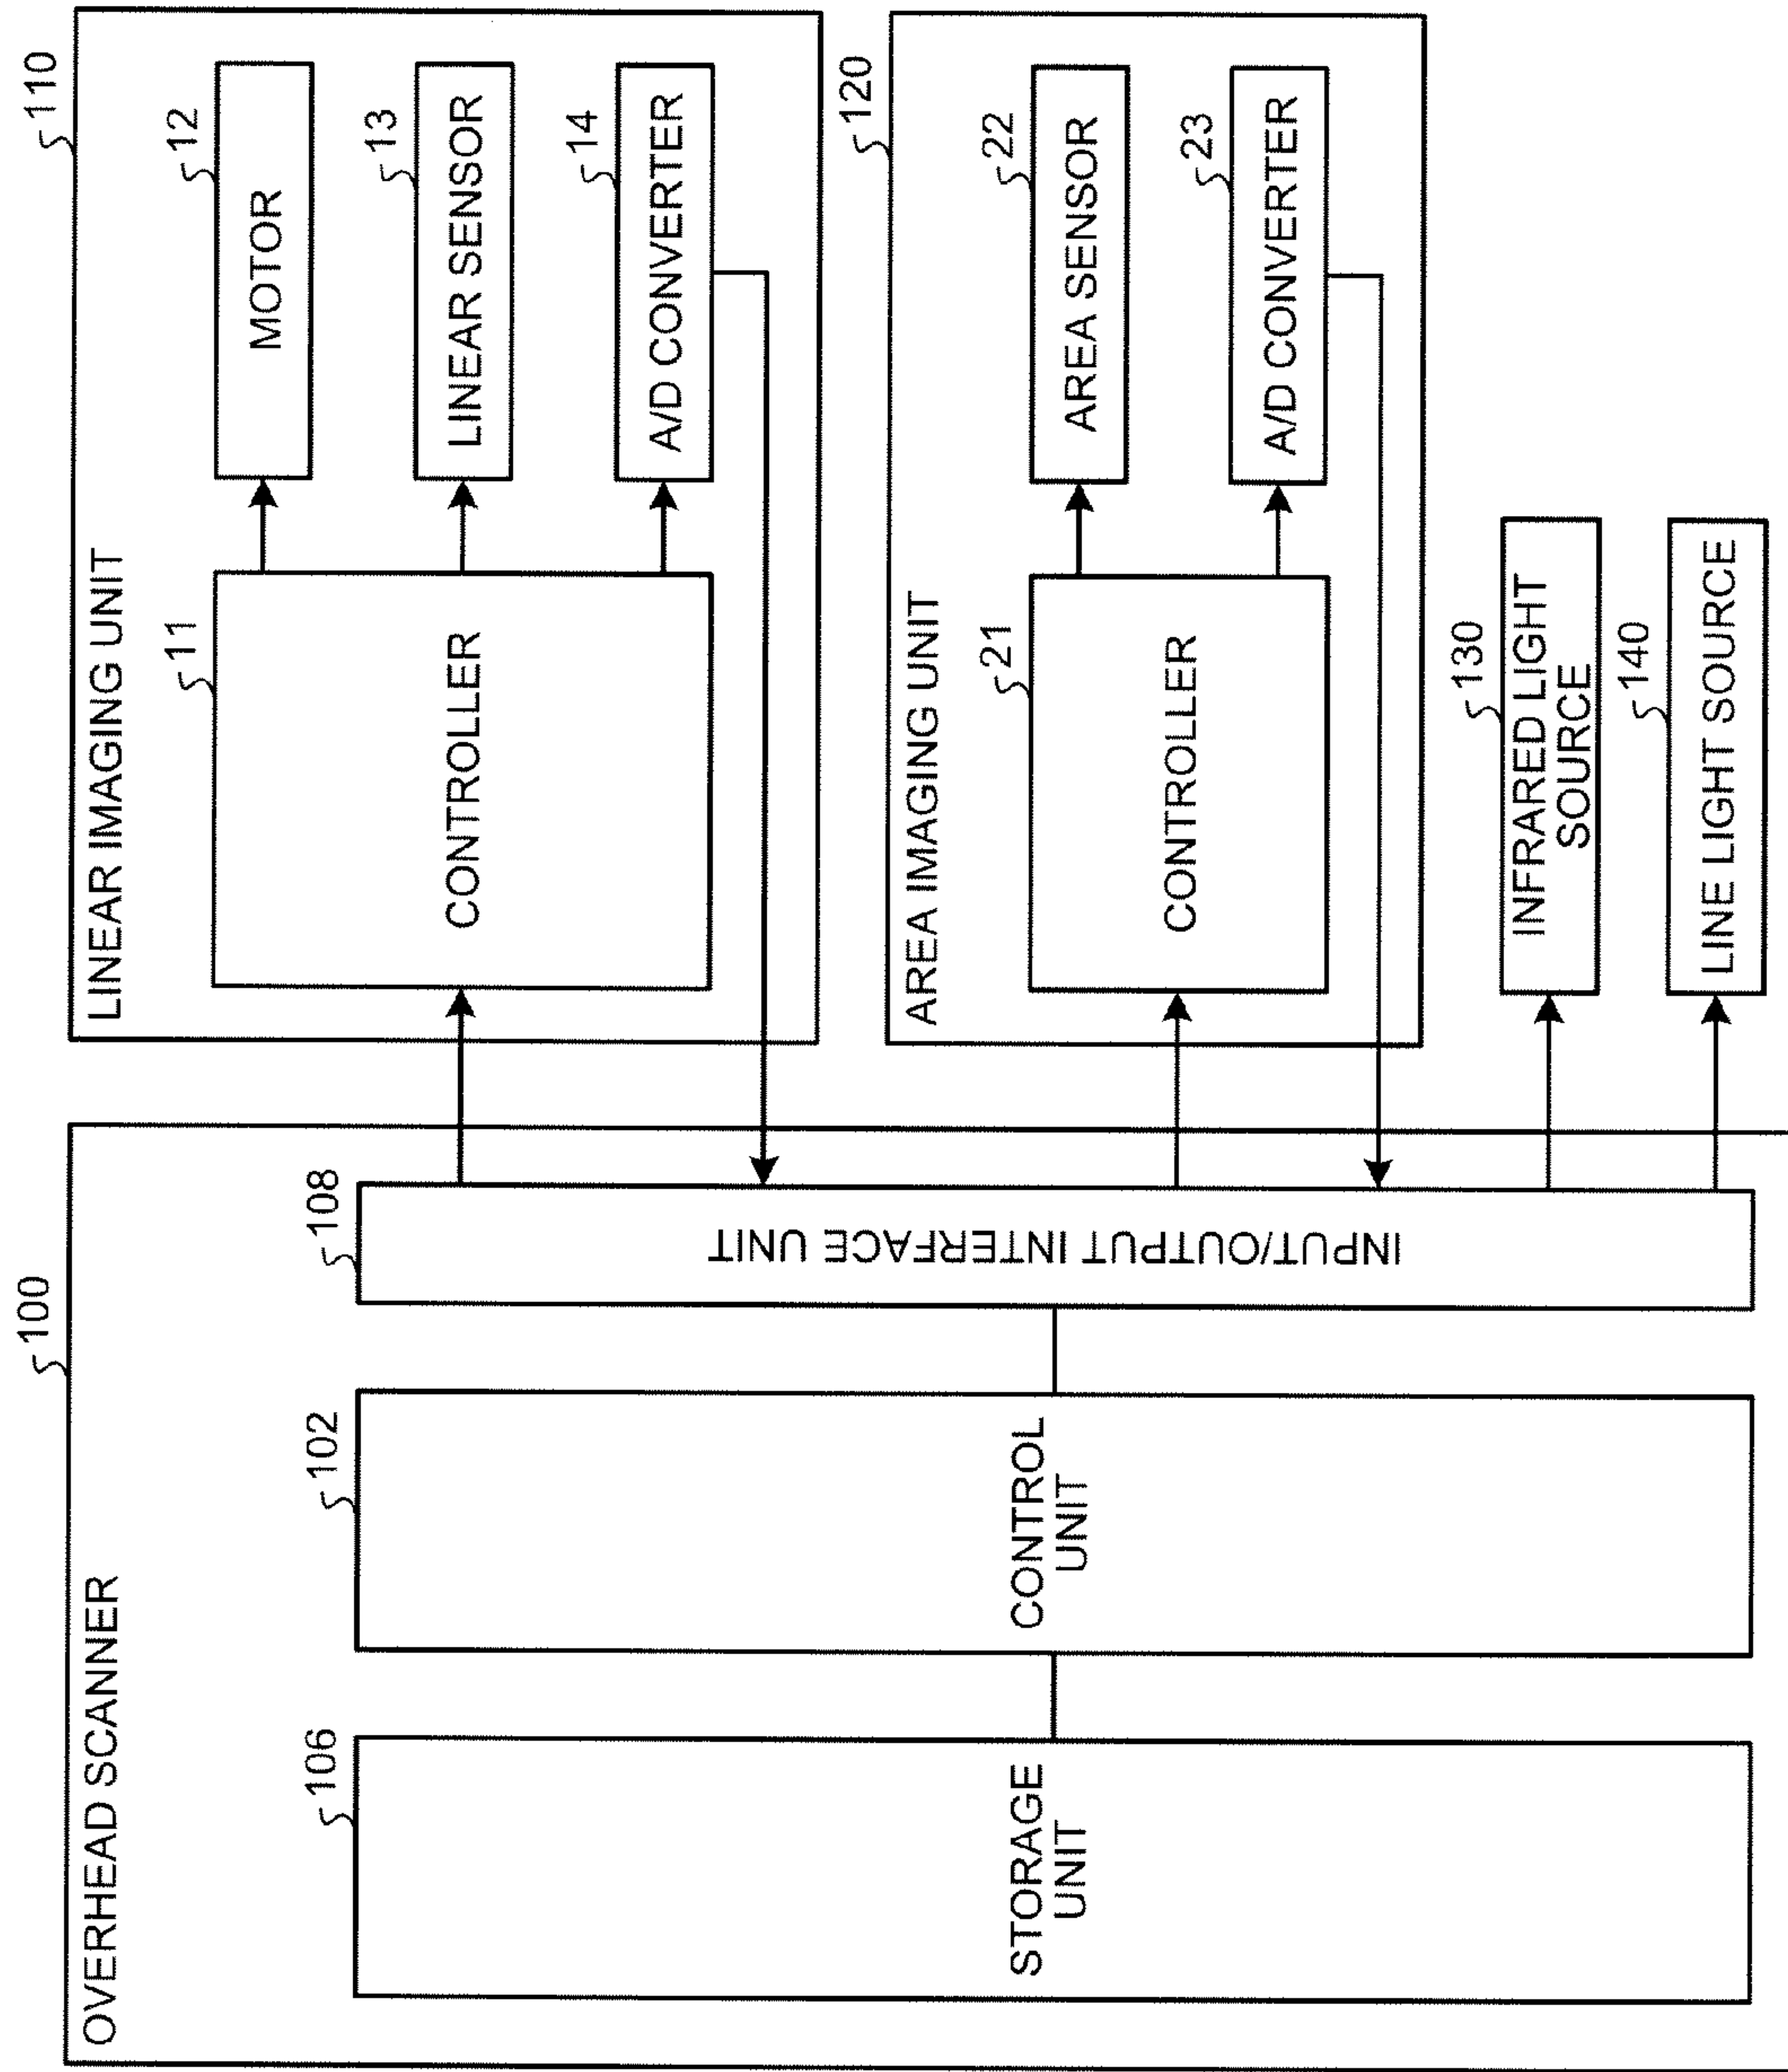 OVERHEAD SCANNER
100
106
STORAGE
UNIT
102
CONTROL
UNIT
108
INPUT/OUTPUT INTERFACE UNIT
LINEAR IMAGING UNIT
110
11
CONTROLLER
12
MOTOR
13
LINEAR SENSOR
14
A/D CONVERTER
AREA IMAGING UNIT
120
21
CONTROLLER
22
AREA SENSOR
23
A/D CONVERTER
130
INFRARED LIGHT
SOURCE
140
LINE LIGHT SOURCE